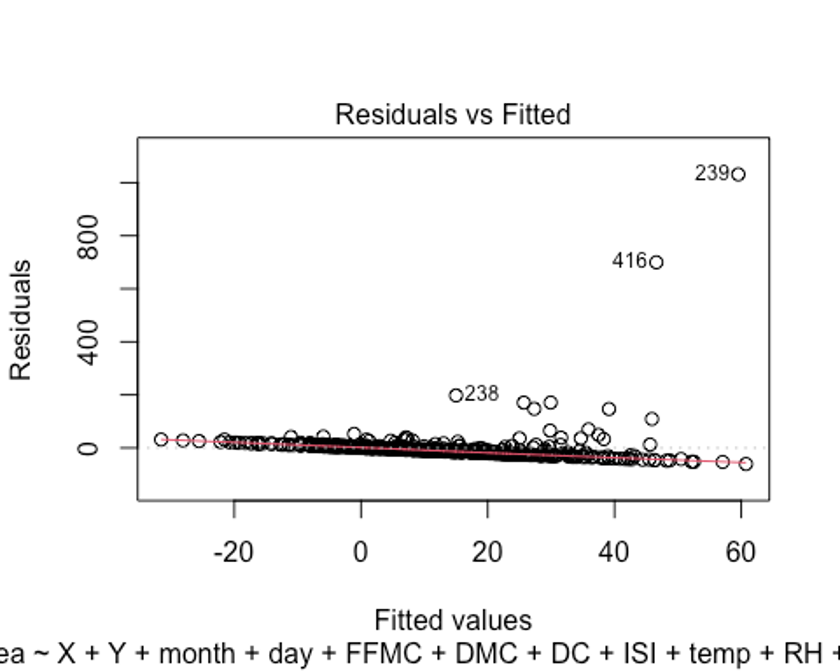 Residuals vs Fitted
Residuals
800
400
0
239
416
238
-20 0 20 40 60
Fitted values
ea ~ X + Y + month + day + FFMC + DMC + DC + ISI + temp + RH